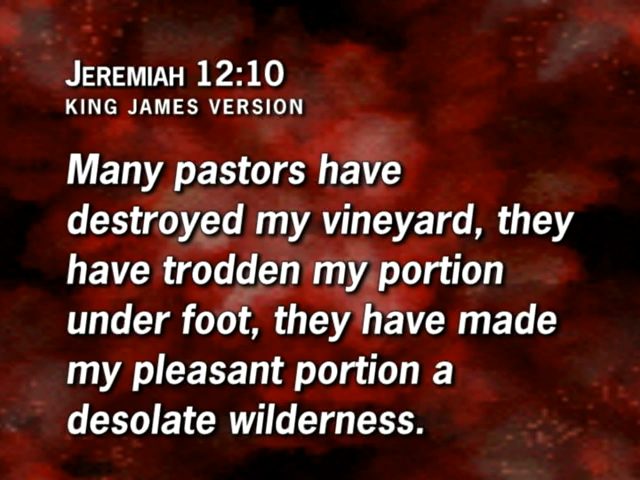 JEREMIAH 12:10
KING JAMES VERSION
Many pastors have
destroyed my vineyard, they
have trodden my portion
under foot, they have made
my pleasant portion a
desolate wilderness.